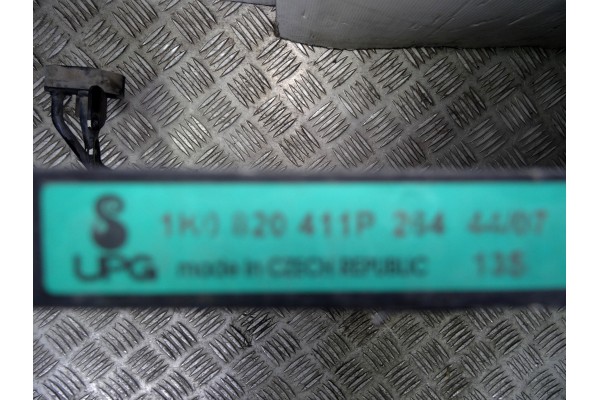 1K0 820 411P 264 44/07
UPG made in CZECH REPUBLIC 135